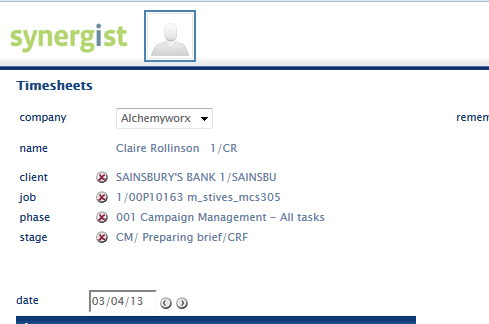 synergist
Timesheets
company Alchemyworx
name Claire Rollinson 1/CR
client SAINSBURY'S BANK 1/SAINSBU
job 1/00P10163 m_stives_mcs305
phase 001 Campaign Management - All tasks
stage CM/ Preparing brief/CRF
date 03/04/13